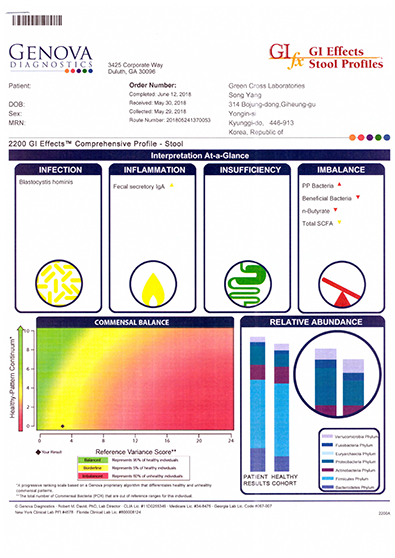 GENOVA
DIAGNOSTICS
3425 Corporate Way
Duluth, GA 30096
GI fx GI Effects
Stool Profiles
Patient:
DOB:
Sex:
MRN:
Order Number:
Completed: June 12, 2018
Received: May 30, 2018
Collected: May 29, 2018
Route Number: 201805241370053
Green Cross Laboratories
Song Yang
314 Bojung-dong,Giheung-gu
Yongin-si
Kyunggi-do, 446-913
Korea, Republic of
2200 GI Effects™ Comprehensive Profile - Stool
Interpretation At-a-Glance
INFECTION
Blastocystis hominis
INFLAMMATION
Fecal secretory IgA
INSUFFICIENCY
IMBALANCE
PP Bacteria
Beneficial Bacteria
n-Butyrate
Total SCFA
COMMENSAL BALANCE
Healthy-Pattern Continuum*
10
8
6
4
2
0
0 4 8 12 16 20 24
Your Result
Reference Variance Score**
Balanced Represents 90% of healthy individuals
Borderline Represents 5% of healthy individuals
Imbalanced Represents 60% of unhealthy individuals
RELATIVE ABUNDANCE
PATIENT RESULTS
HEALTHY COHORT
Verrucomicrobia Phylum
Fusobacteria Phylum
Euryarchaeota Phylum
Proteobacteria Phylum
Actinobacteria Phylum
Firmicutes Phylum
Bacteroidetes Phylum
*A progressive ranking scale based on a Genova proprietary algorithm that differentiates healthy and unhealthy
commensal patterns.
**The total number of Commensal Bacteria (PCR) that are out of reference ranges for this individual.
© Genova Diagnostics · Robert M. David, PhD, Lab Director · CLIA Lic. #11D0255349 · Medicare Lic. #34-8475 · Georgia Lab Lic. Code #067-007
New York Clinical Lab PFI #4578 · Florida Clinical Lab Lic. #800008124
2200A